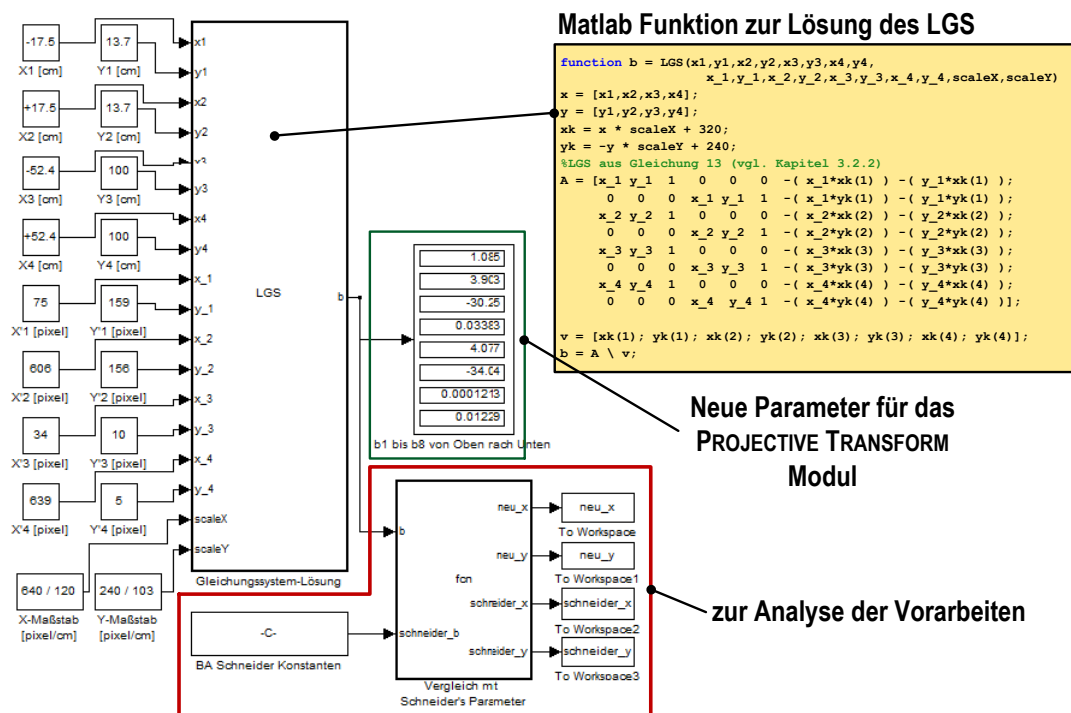 Matlab Funktion zur Lösung des LGS
function b = LGS(x1,y1,x2,y2,x3,y3,x4,y4,
x_1,y_1,x_2,y_2,x_3,y_3,x_4,y_4,scaleX,scaleY)
x = [x1,x2,x3,x4];
y = [y1,y2,y3,y4];
xk = x * scaleX + 320;
yk = -y * scaleY + 240;
%LGS aus Gleichung 13 (vgl. Kapitel 3.2.2)
A = [x_1 y_1 1 0 0 0 -( x_1*xk(1) ) -( y_1*xk(1) );
0 0 0 x_1 y_1 1 -( x_1*yk(1) ) -( y_1*yk(1) );
x_2 y_2 1 0 0 0 -( x_2*xk(2) ) -( y_2*xk(2) );
0 0 0 x_2 y_2 1 -( x_2*yk(2) ) -( y_2*yk(2) );
x_3 y_3 1 0 0 0 -( x_3*xk(3) ) -( y_3*xk(3) );
0 0 0 x_3 y_3 1 -( x_3*yk(3) ) -( y_3*yk(3) );
x_4 y_4 1 0 0 0 -( x_4*xk(4) ) -( y_4*xk(4) );
0 0 0 x_4 y_4 1 -( x_4*yk(4) ) -( y_4*yk(4) )];
v = [xk(1); yk(1); xk(2); yk(2); xk(3); yk(3); xk(4); yk(4)];
b = A \ v;
-17.5
13.7
X1 [cm]
Y1 [cm]
+17.5
13.7
X2 [cm]
Y2 [cm]
-52.4
100
X3 [cm]
Y3 [cm]
+52.4
100
X4 [cm]
Y4 [cm]
75
159
X'1 [pixel]
Y'1 [pixel]
606
156
X'2 [pixel]
Y'2 [pixel]
34
10
X'3 [pixel]
Y'3 [pixel]
639
5
X'4 [pixel]
Y'4 [pixel]
640 / 120
240 / 103
X-Maßstab
[pixel/cm]
Y-Maßstab
[pixel/cm]
x1
y1
x2
y2
x3
y3
x4
y4
x_1
y_1
x_2
y_2
x_3
y_3
x_4
y_4
scaleX
scaleY
LGS
b
Gleichungssystem-Lösung
1.085
3.903
-30.25
0.03383
4.077
-34.04
0.0001213
0.01229
b1 bis b8 von Oben nach Unten
Neue Parameter für das
PROJECTIVE TRANSFORM
Modul
-C-
BA Schneider Konstanten
b
schneider_b
fcn
neu_x
neu_y
schneider_x
schneider_y
Vergleich mit
Schneider's Parameter
neu_x
To Workspace
neu_y
To Workspace1
schneider_x
To Workspace2
schneider_y
To Workspace3
zur Analyse der Vorarbeiten